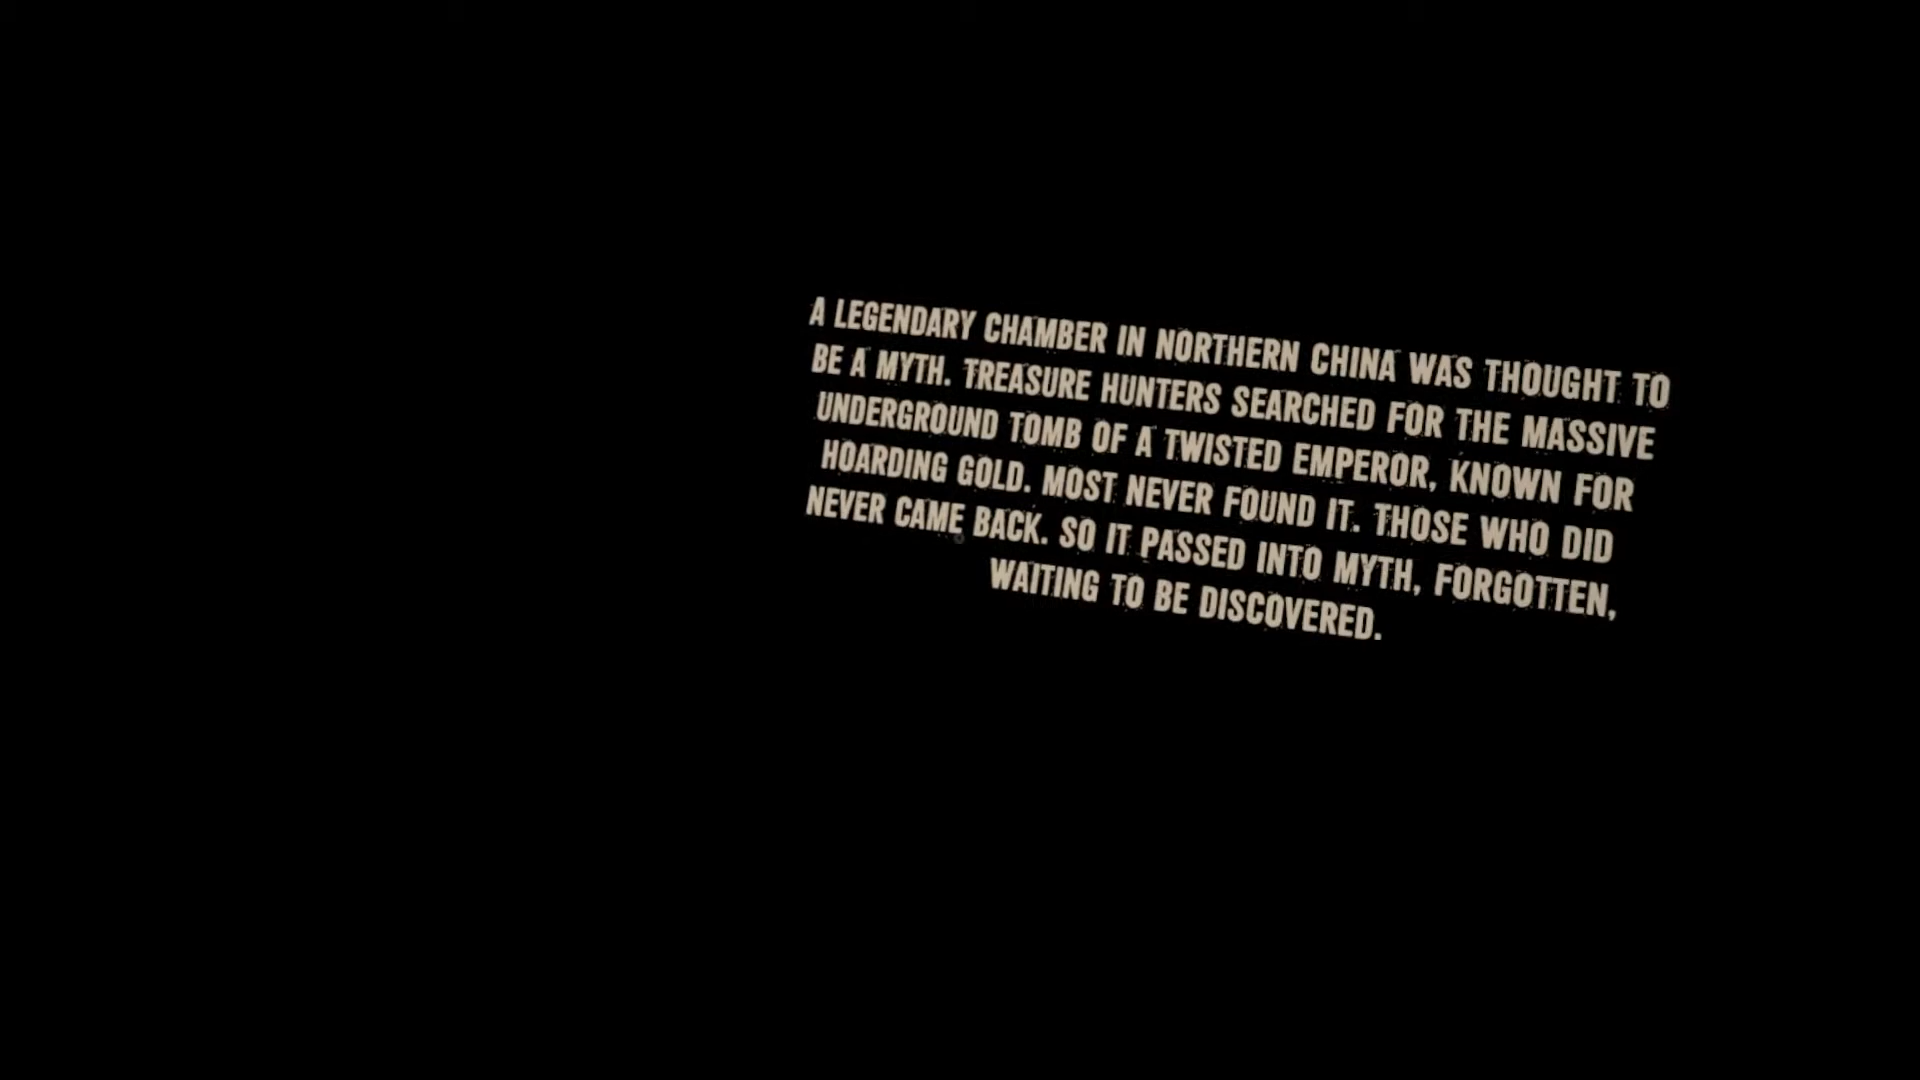 A LEGENDARY CHAMBER IN NORTHERN CHINA WAS THOUGHT TO
BE A MYTH. TREASURE HUNTERS SEARCHED FOR THE MASSIVE
UNDERGROUND TOMB OF A TWISTED EMPEROR, KNOWN FOR
HOARDING GOLD. MOST NEVER FOUND IT. THOSE WHO DID
NEVER CAME BACK. SO IT PASSED INTO MYTH, FORGOTTEN,
WAITING TO BE DISCOVERED.